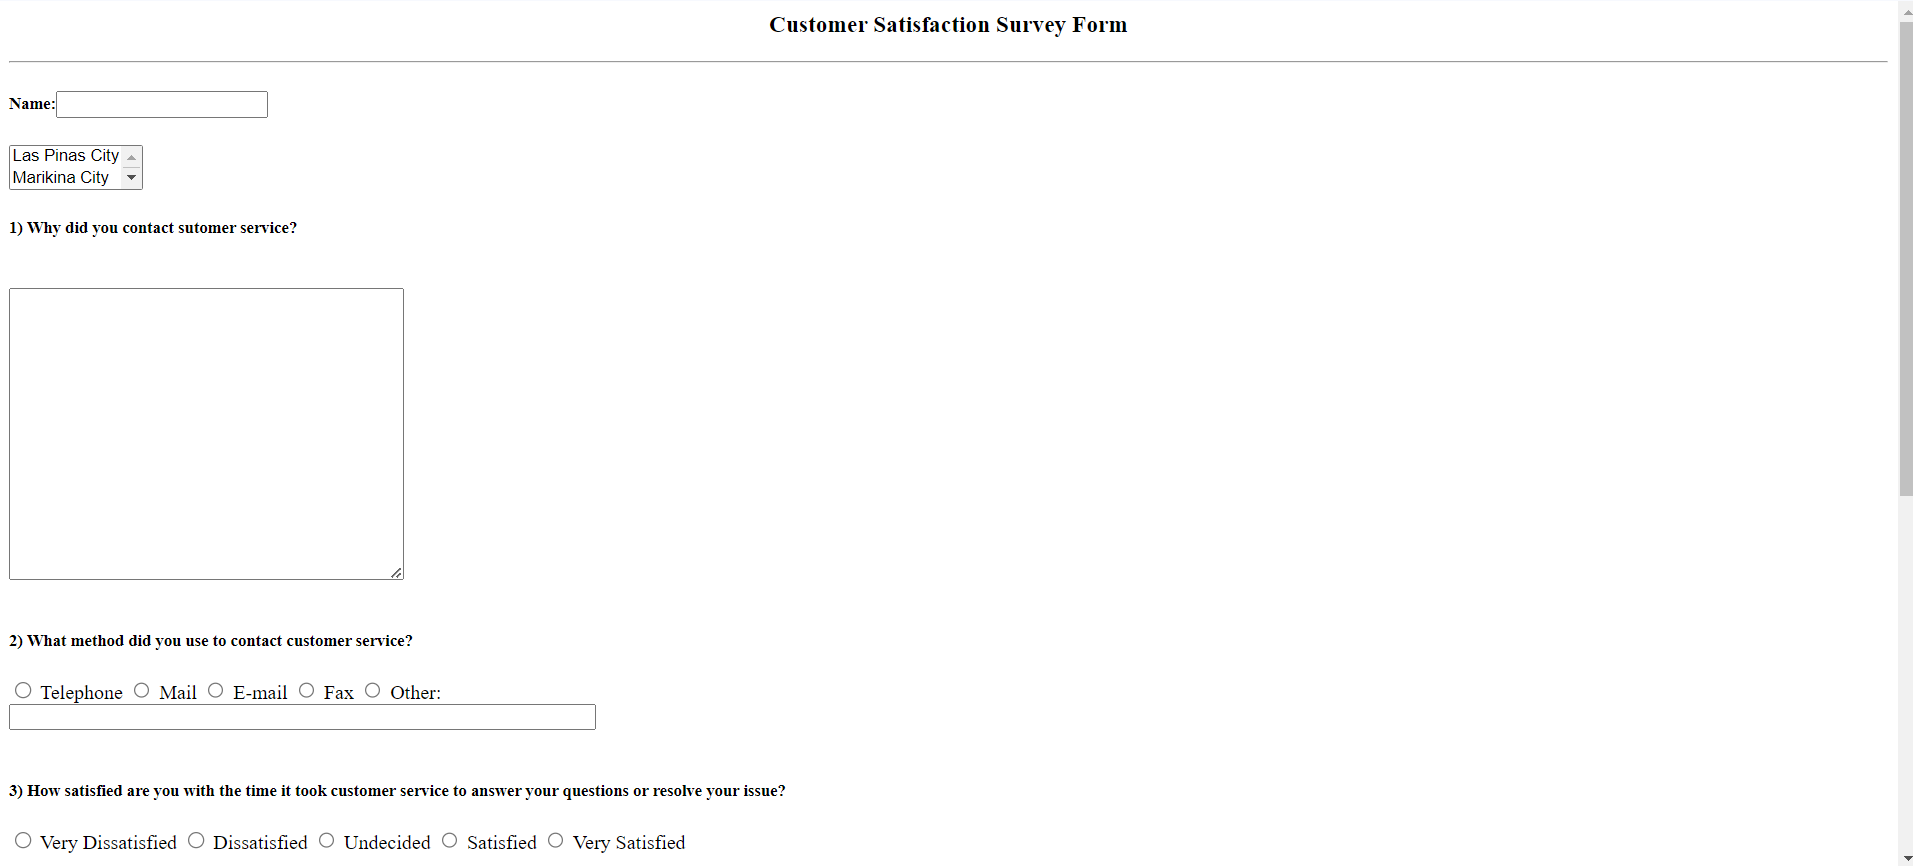 Customer Satisfaction Survey Form
Name:
Las Pinas City
Marikina City
1) Why did you contact sutomer service?
2) What method did you use to contact customer service?
Telephone Mail E-mail Fax Other:
3) How satisfied are you with the time it took customer service to answer your questions or resolve your issue?
Very Dissatisfied Dissatisfied Undecided Satisfied Very Satisfied